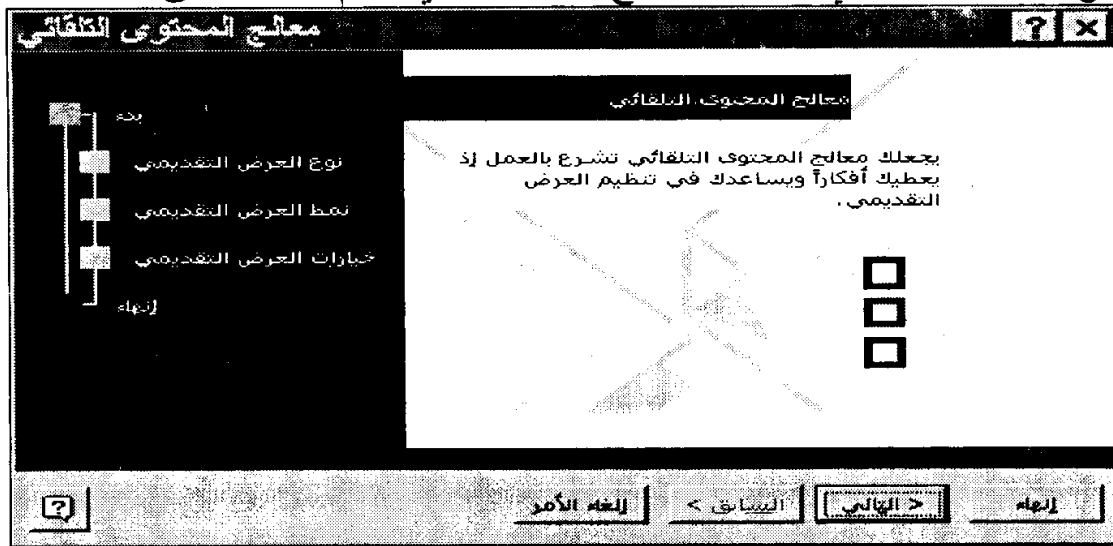 معالج المحتوى التلقائي
معالج المحتوى التلقائي
بدء
نوع العرض التقديمي
نمط العرض التقديمي
خيارات العرض التقديمي
إنهاء
يجعلك معالج المحتوى التلقائي تشرع بالعمل إذ
يعطيك أفكاراً ويساعدك في تنظيم العرض
التقديمي.
إنهاء
< التالي
السابق >
إلغاء الأمر